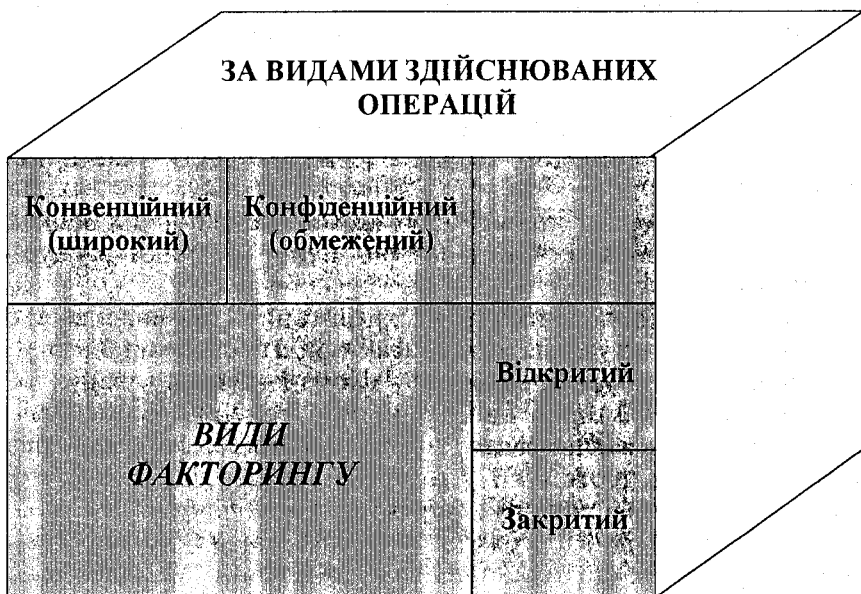 ЗА ВИДАМИ ЗДІЙСНЮВАНИХ
ОПЕРАЦІЙ
Конвенційний
(широкий)
Конфіденційний
(обмежений)
Відкритий
ВИДИ
ФАКТОРИНГУ
Закритий